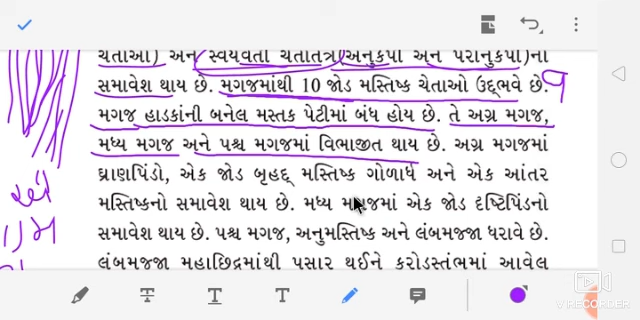 ચેતાઓ) અને સ્વયંવર્તી ચેતાતંત્ર (અનુકંપી અને પરાનુકંપી)નો
સમાવેશ થાય છે. મગજમાંથી 10 જોડ મસ્તિષ્ક ચેતાઓ ઉદ્દભવે છે.
મગજ હાડકાંની બનેલ મસ્તક પેટીમાં બંધ હોય છે. તે અગ્ર મગજ,
મધ્ય મગજ અને પશ્ચ મગજમાં વિભાજીત થાય છે. અગ્ર મગજમાં
ઘ્રાણપિંડો, એક જોડ બૃહદ્ મસ્તિષ્ક ગોળાર્ધ અને એક આંતર
મસ્તિષ્કનો સમાવેશ થાય છે. મધ્ય મગજમાં એક જોડ દૃષ્ટિપિંડનો
સમાવેશ થાય છે. પશ્ચ મગજ, અનુમસ્તિષ્ક અને લંબમજ્જા ધરાવે છે.
લંબમજ્જા મહાછિદ્રમાંથી પસાર થઈને કરોડસ્તંભમાં આવેલ